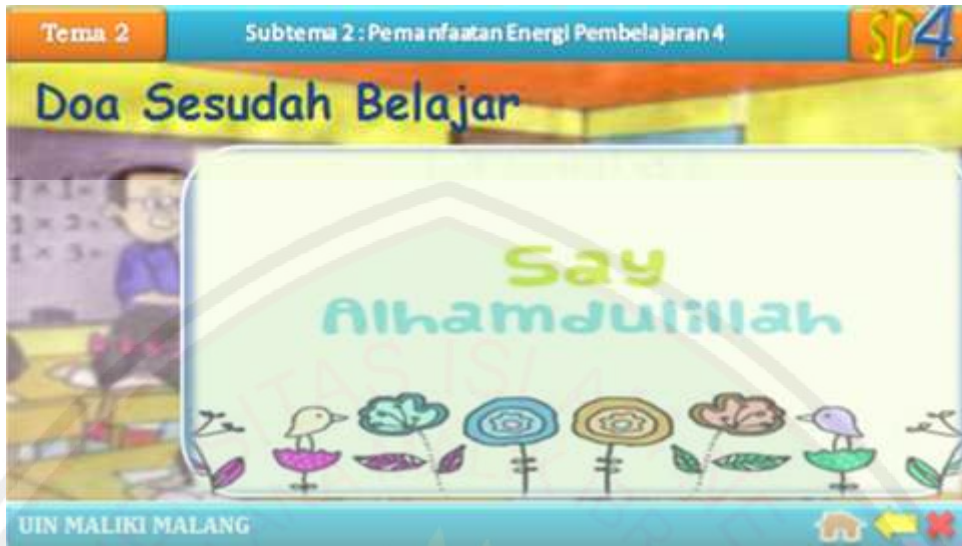 Tema 2
Subtema 2 : Pemanfaatan Energi Pembelajaran 4
SD4
Doa Sesudah Belajar
Say
Alhamdulillah
UIN MALIKI MALANG